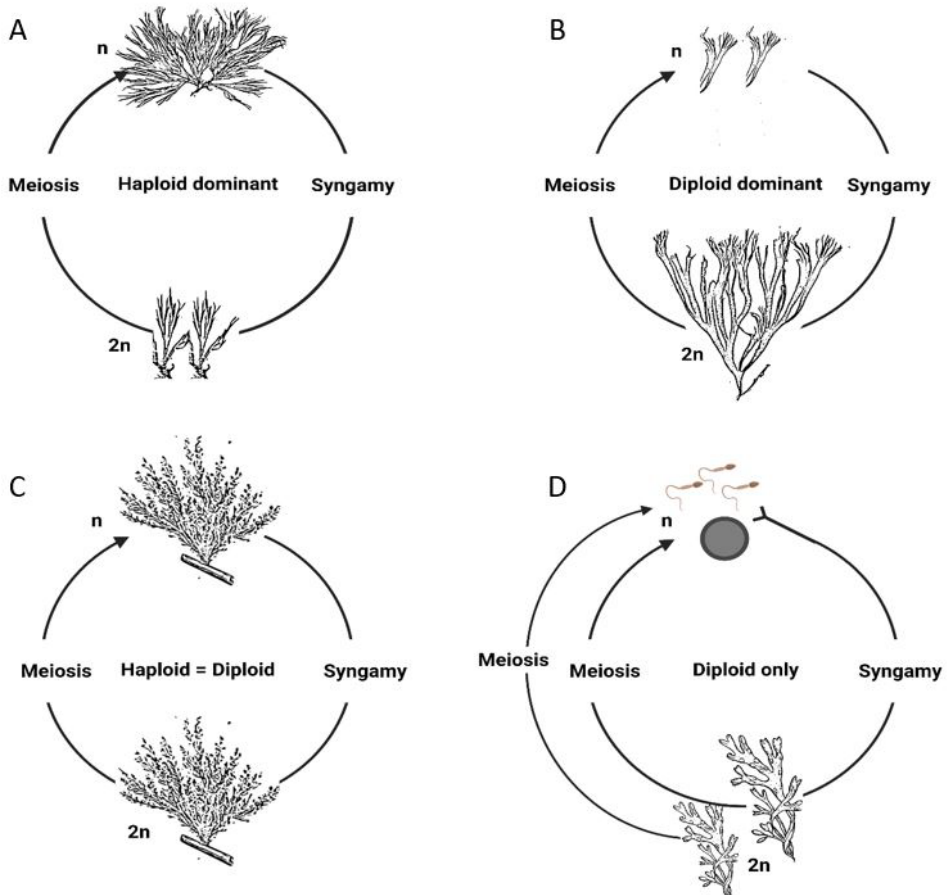 A
n
Meiosis Haploid dominant Syngamy
2n
B
n
Meiosis Diploid dominant Syngamy
2n
C
n
Meiosis Haploid = Diploid Syngamy
2n
D
n
Meiosis Meiosis Diploid only Syngamy
2n